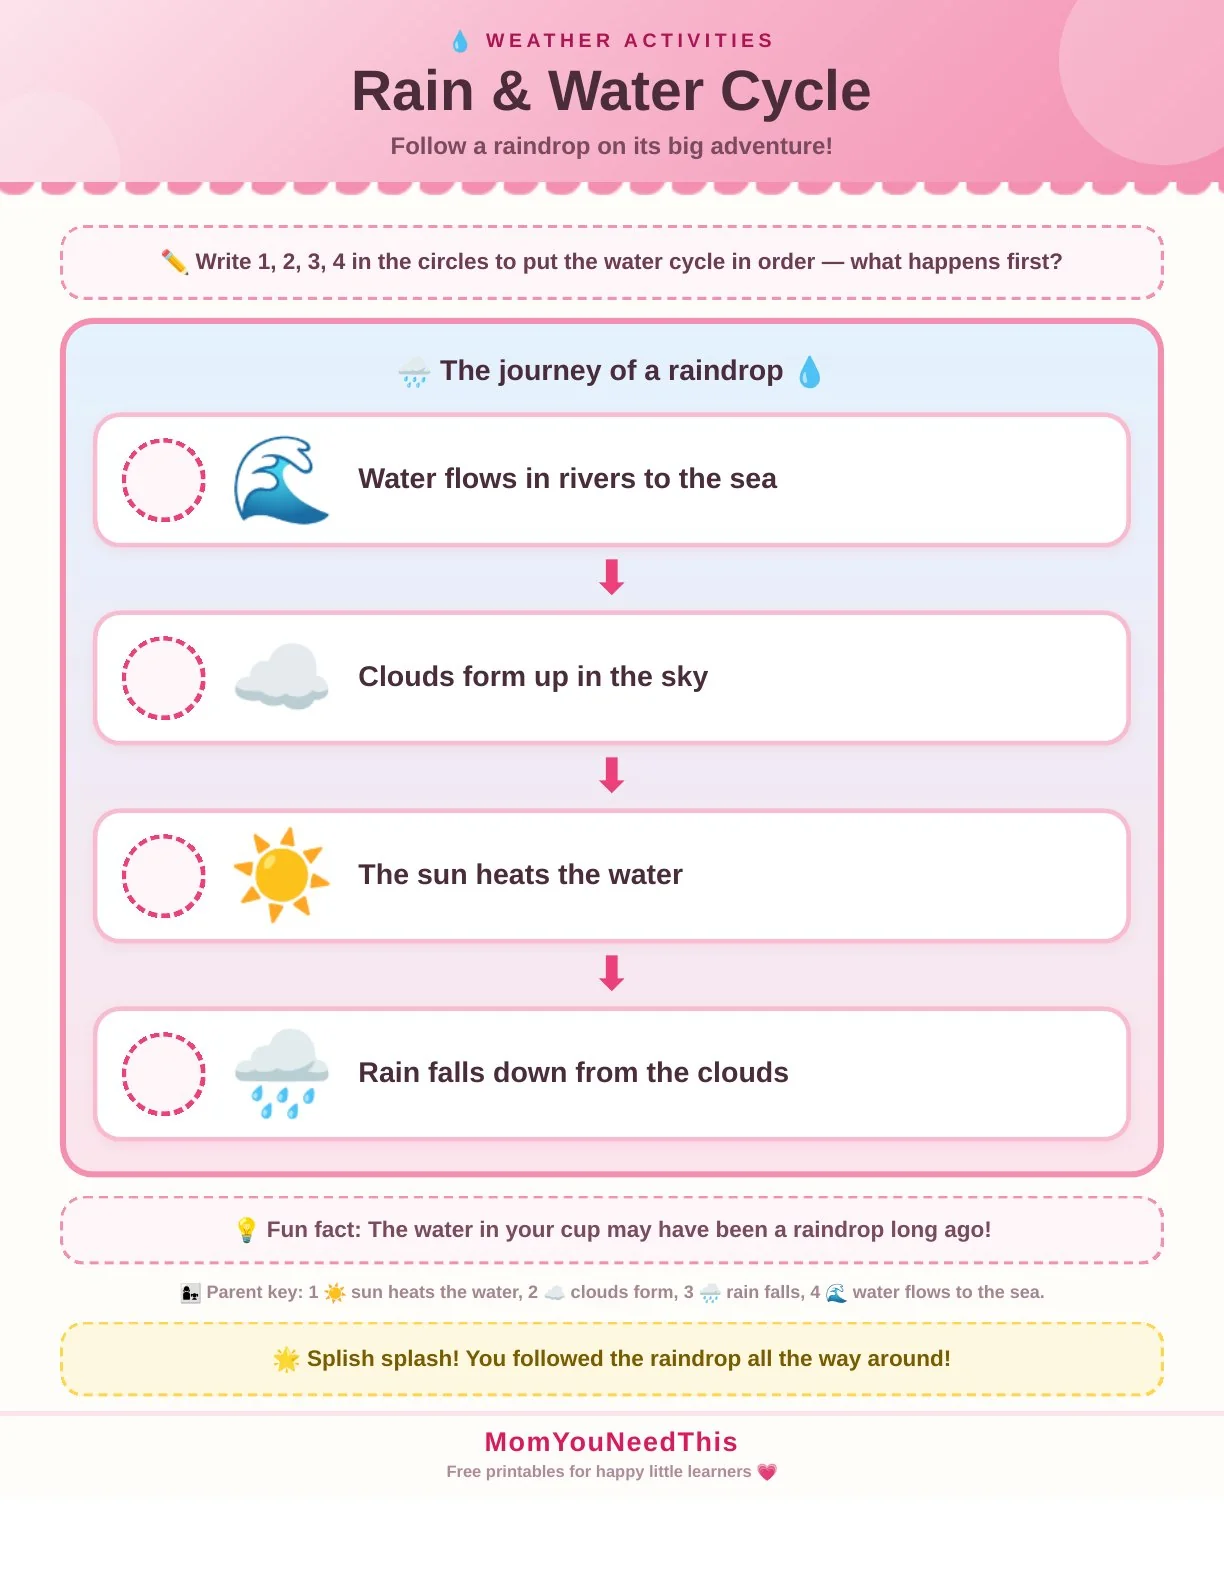 💧 WEATHER ACTIVITIES
Rain & Water Cycle
Follow a raindrop on its big adventure!
✏️ Write 1, 2, 3, 4 in the circles to put the water cycle in order — what happens first?
🌧️ The journey of a raindrop 💧
Water flows in rivers to the sea
Clouds form up in the sky
The sun heats the water
Rain falls down from the clouds
💡 Fun fact: The water in your cup may have been a raindrop long ago!
👩‍👧 Parent key: 1 ☀️ sun heats the water, 2 ☁️ clouds form, 3 🌧️ rain falls, 4 🌊 water flows to the sea.
🌟 Splish splash! You followed the raindrop all the way around!
MomYouNeedThis
Free printables for happy little learners 💗